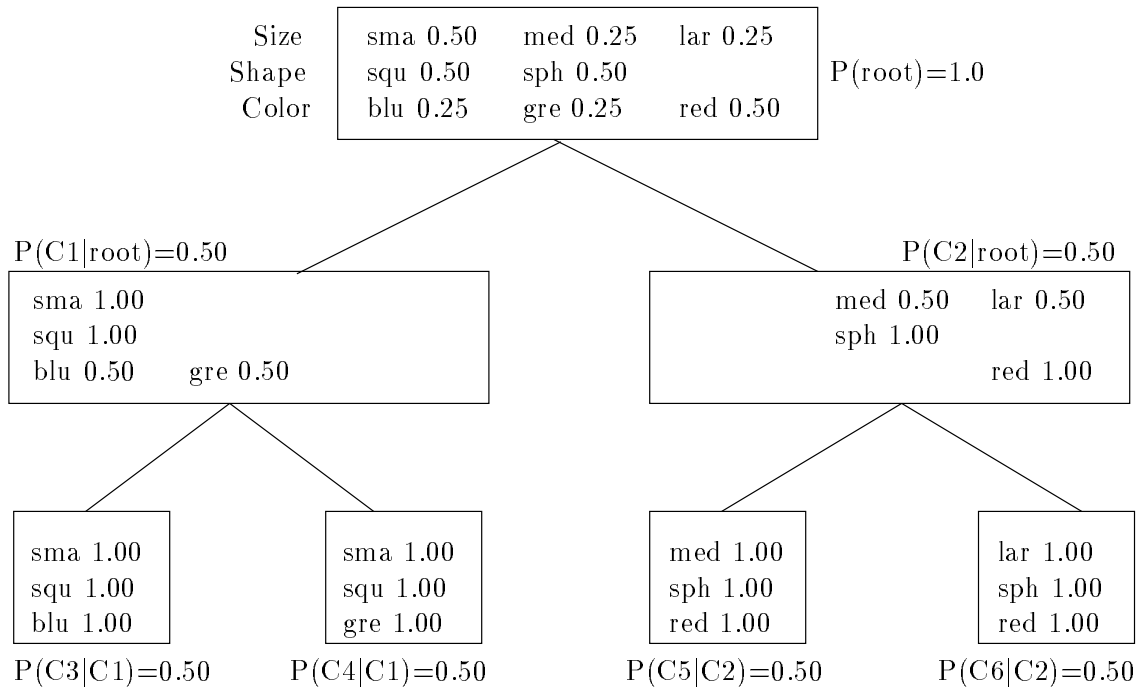 Size sma 0.50 med 0.25 lar 0.25
Shape squ 0.50 sph 0.50 P(root)=1.0
Color blu 0.25 gre 0.25 red 0.50
P(C1|root)=0.50 P(C2|root)=0.50
sma 1.00 med 0.50 lar 0.50
squ 1.00 sph 1.00
blu 0.50 gre 0.50 red 1.00
sma 1.00 sma 1.00 med 1.00 lar 1.00
squ 1.00 squ 1.00 sph 1.00 sph 1.00
blu 1.00 gre 1.00 red 1.00 red 1.00
P(C3|C1)=0.50 P(C4|C1)=0.50 P(C5|C2)=0.50 P(C6|C2)=0.50